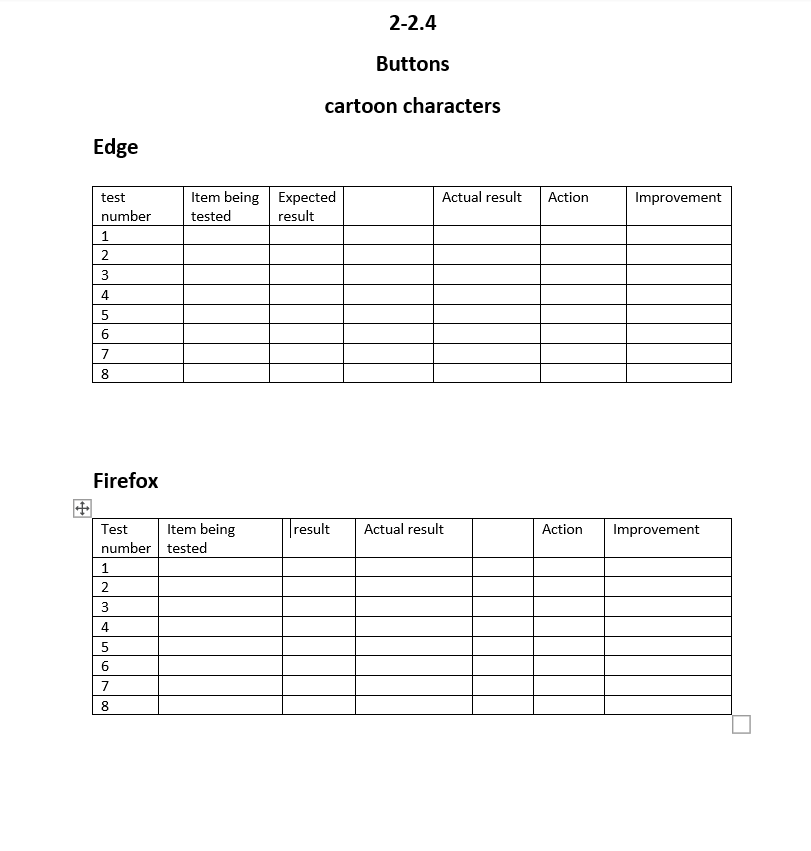 2-2.4
Buttons
cartoon characters
Edge
test number Item being tested Expected result Actual result Action Improvement
1
2
3
4
5
6
7
8
Firefox
Test number Item being tested result Actual result Action Improvement
1
2
3
4
5
6
7
8